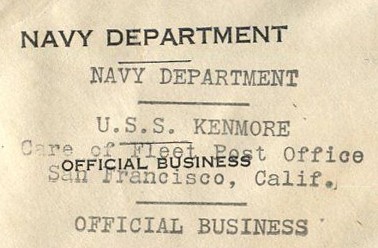 NAVY DEPARTMENT
NAVY DEPARTMENT
U.S.S. KENMORE
Care of Fleet Post Office
OFFICIAL BUSINESS
San Francisco, Calif.
OFFICIAL BUSINESS